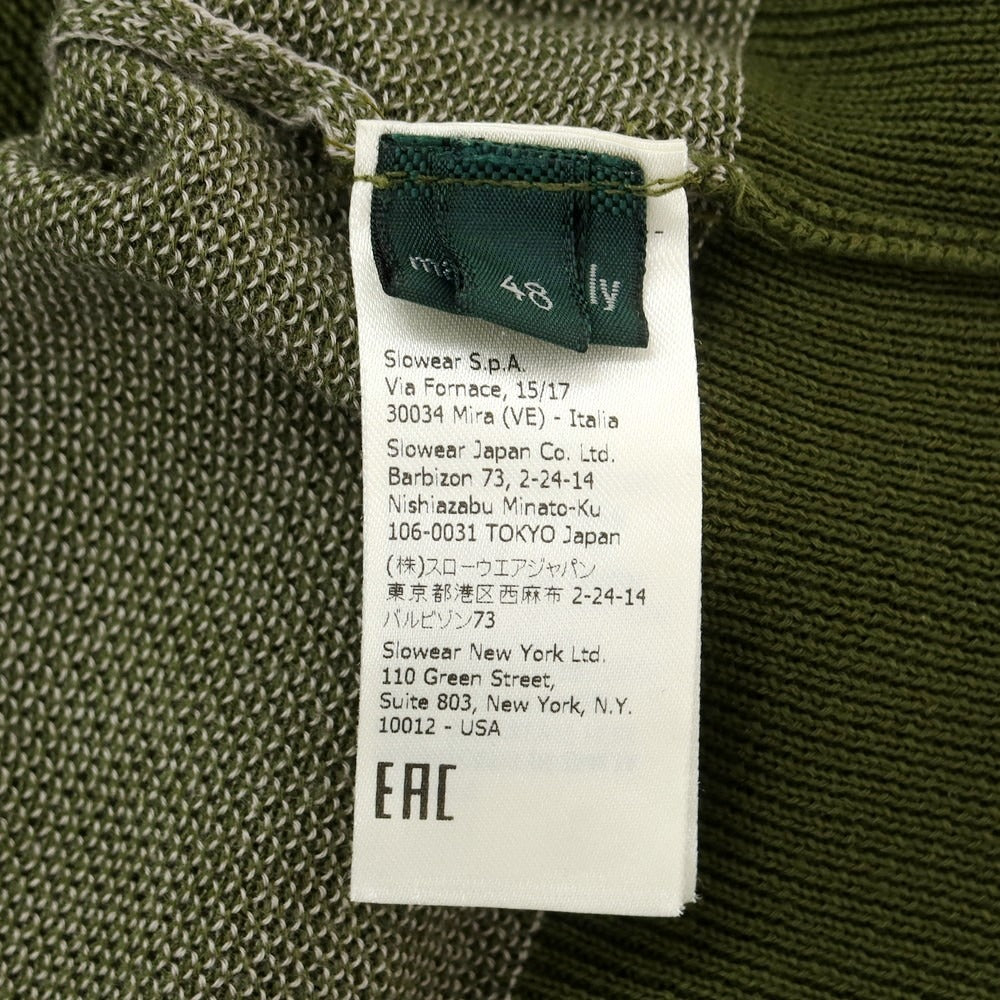 48
ly
Slowear S.p.A.
Via Fornace, 15/17
30034 Mira (VE) - Italia
Slowear Japan Co. Ltd.
Barbizon 73, 2-24-14
Nishiazabu Minato-Ku
106-0031 TOKYO Japan
(株)スローウエアジャパン
東京都港区西麻布 2-24-14
バルビゾン73
Slowear New York Ltd.
110 Green Street,
Suite 803, New York, N.Y.
10012 - USA
EAC